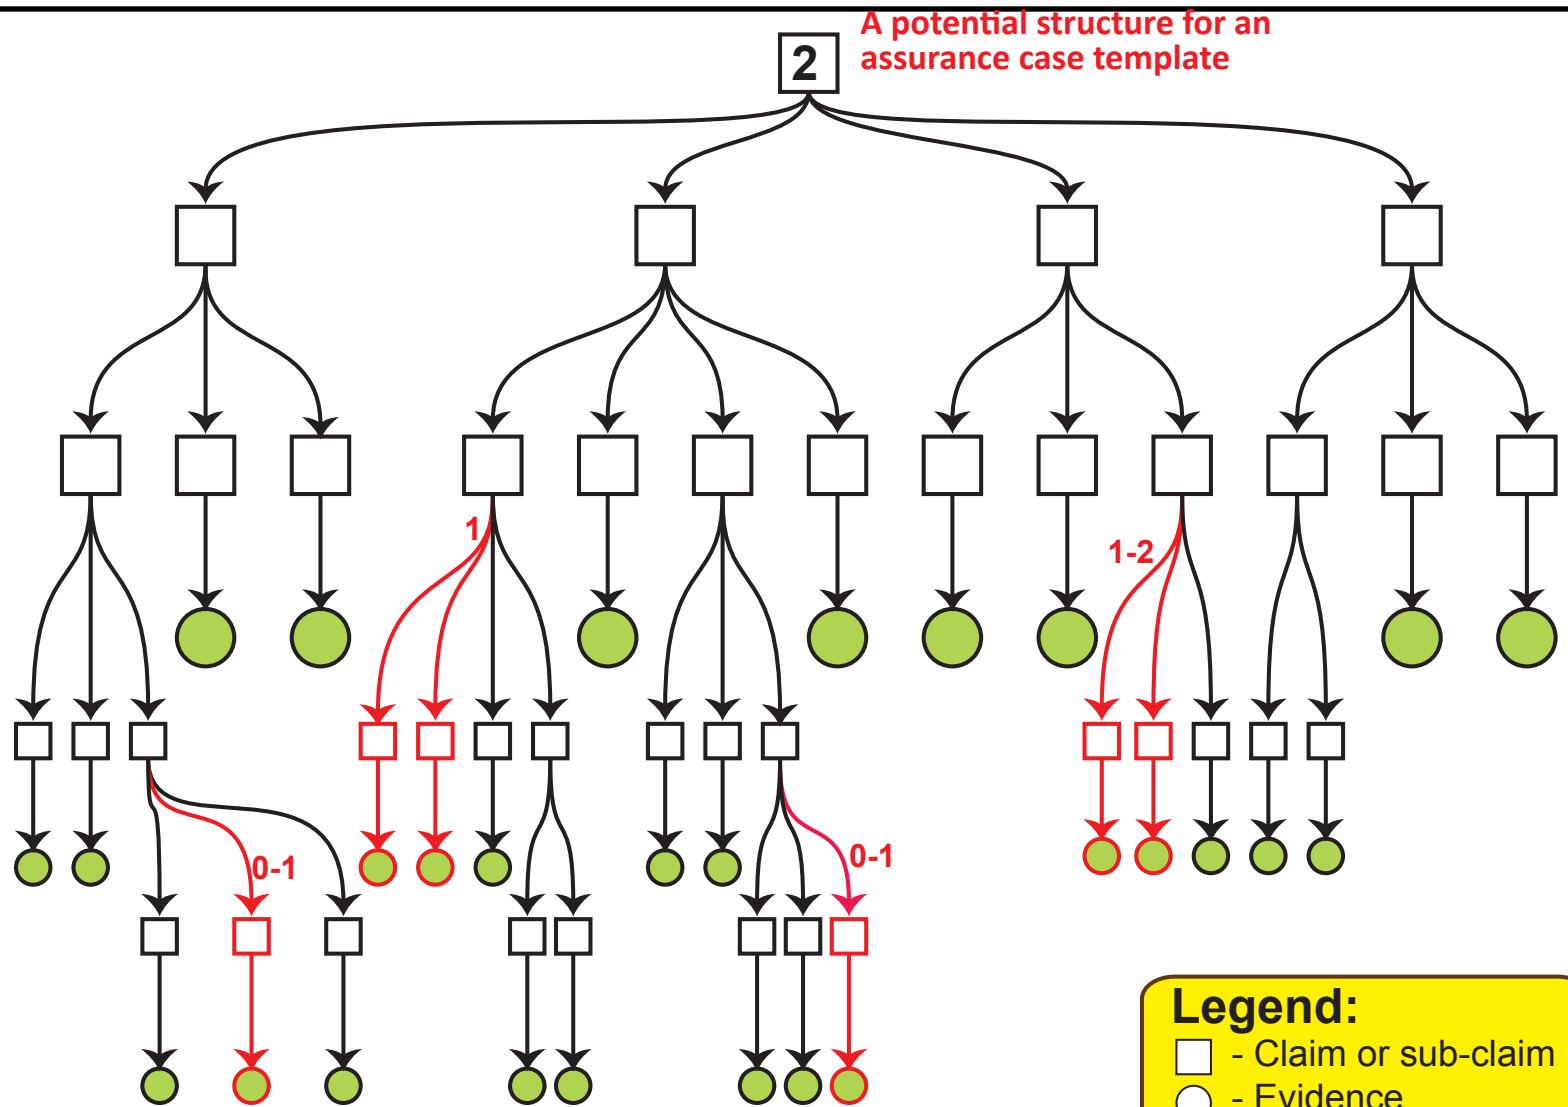 A potential structure for an
assurance case template
2
1
1-2
0-1
0-1
Legend:
- Claim or sub-claim
- Evidence